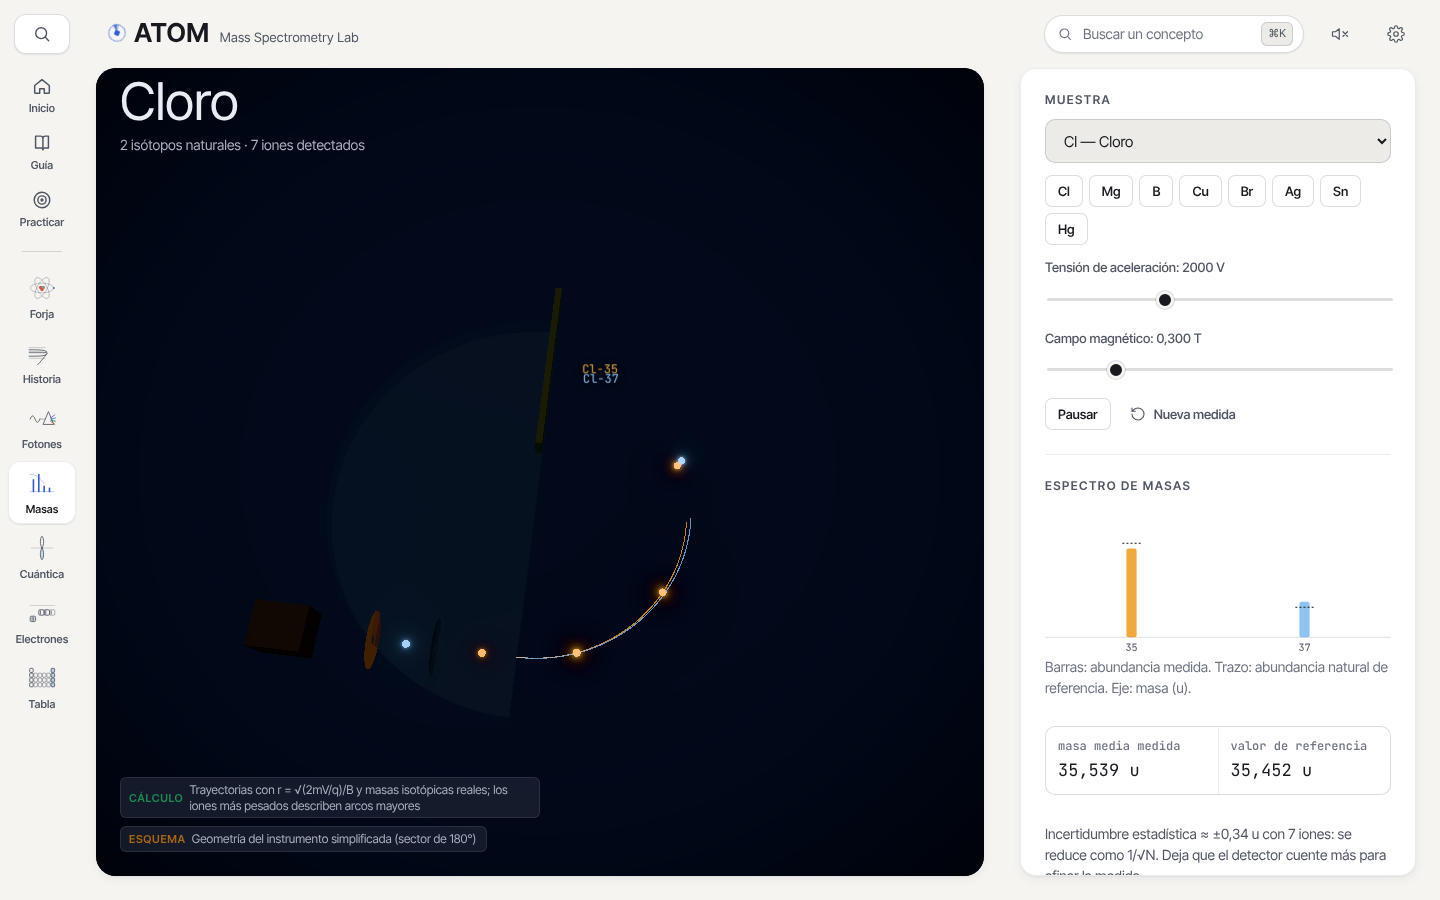 ATOM Mass Spectrometry Lab
Buscar un concepto ⌘K
Inicio
Guía
Practicar
Forja
Historia
Fotones
Masas
Cuántica
Electrones
Tabla
Cloro
2 isótopos naturales · 7 iones detectados
Cl-35
Cl-37
CÁLCULO Trayectorias con r = √(2mV/q)/B y masas isotópicas reales; los
iones más pesados describen arcos mayores
ESQUEMA Geometría del instrumento simplificada (sector de 180°)
MUESTRA
Cl — Cloro
Cl Mg B Cu Br Ag Sn
Hg
Tensión de aceleración: 2000 V
Campo magnético: 0,300 T
Pausar Nueva medida
ESPECTRO DE MASAS
35 37
Barras: abundancia medida. Trazo: abundancia natural de
referencia. Eje: masa (u).
masa media medida valor de referencia
35,539 u 35,452 u
Incertidumbre estadística ≈ ±0,34 u con 7 iones: se
reduce como 1/√N. Deja que el detector cuente más para
afinar la medida.